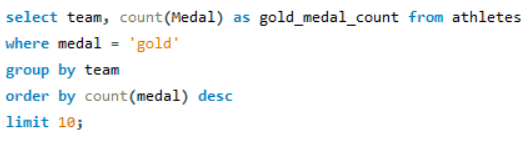 select team, count(Medal) as gold_medal_count from athletes
where medal = 'gold'
group by team
order by count(medal) desc
limit 10;